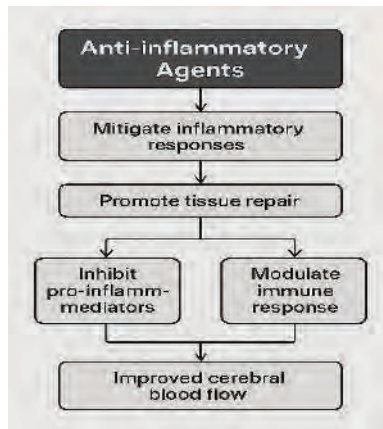 Anti-inflammatory
Agents
Mitigate inflammatory
responses
Promote tissue repair
Inhibit
pro-inflamm-
mediators
Modulate
immune
response
Improved cerebral
blood flow